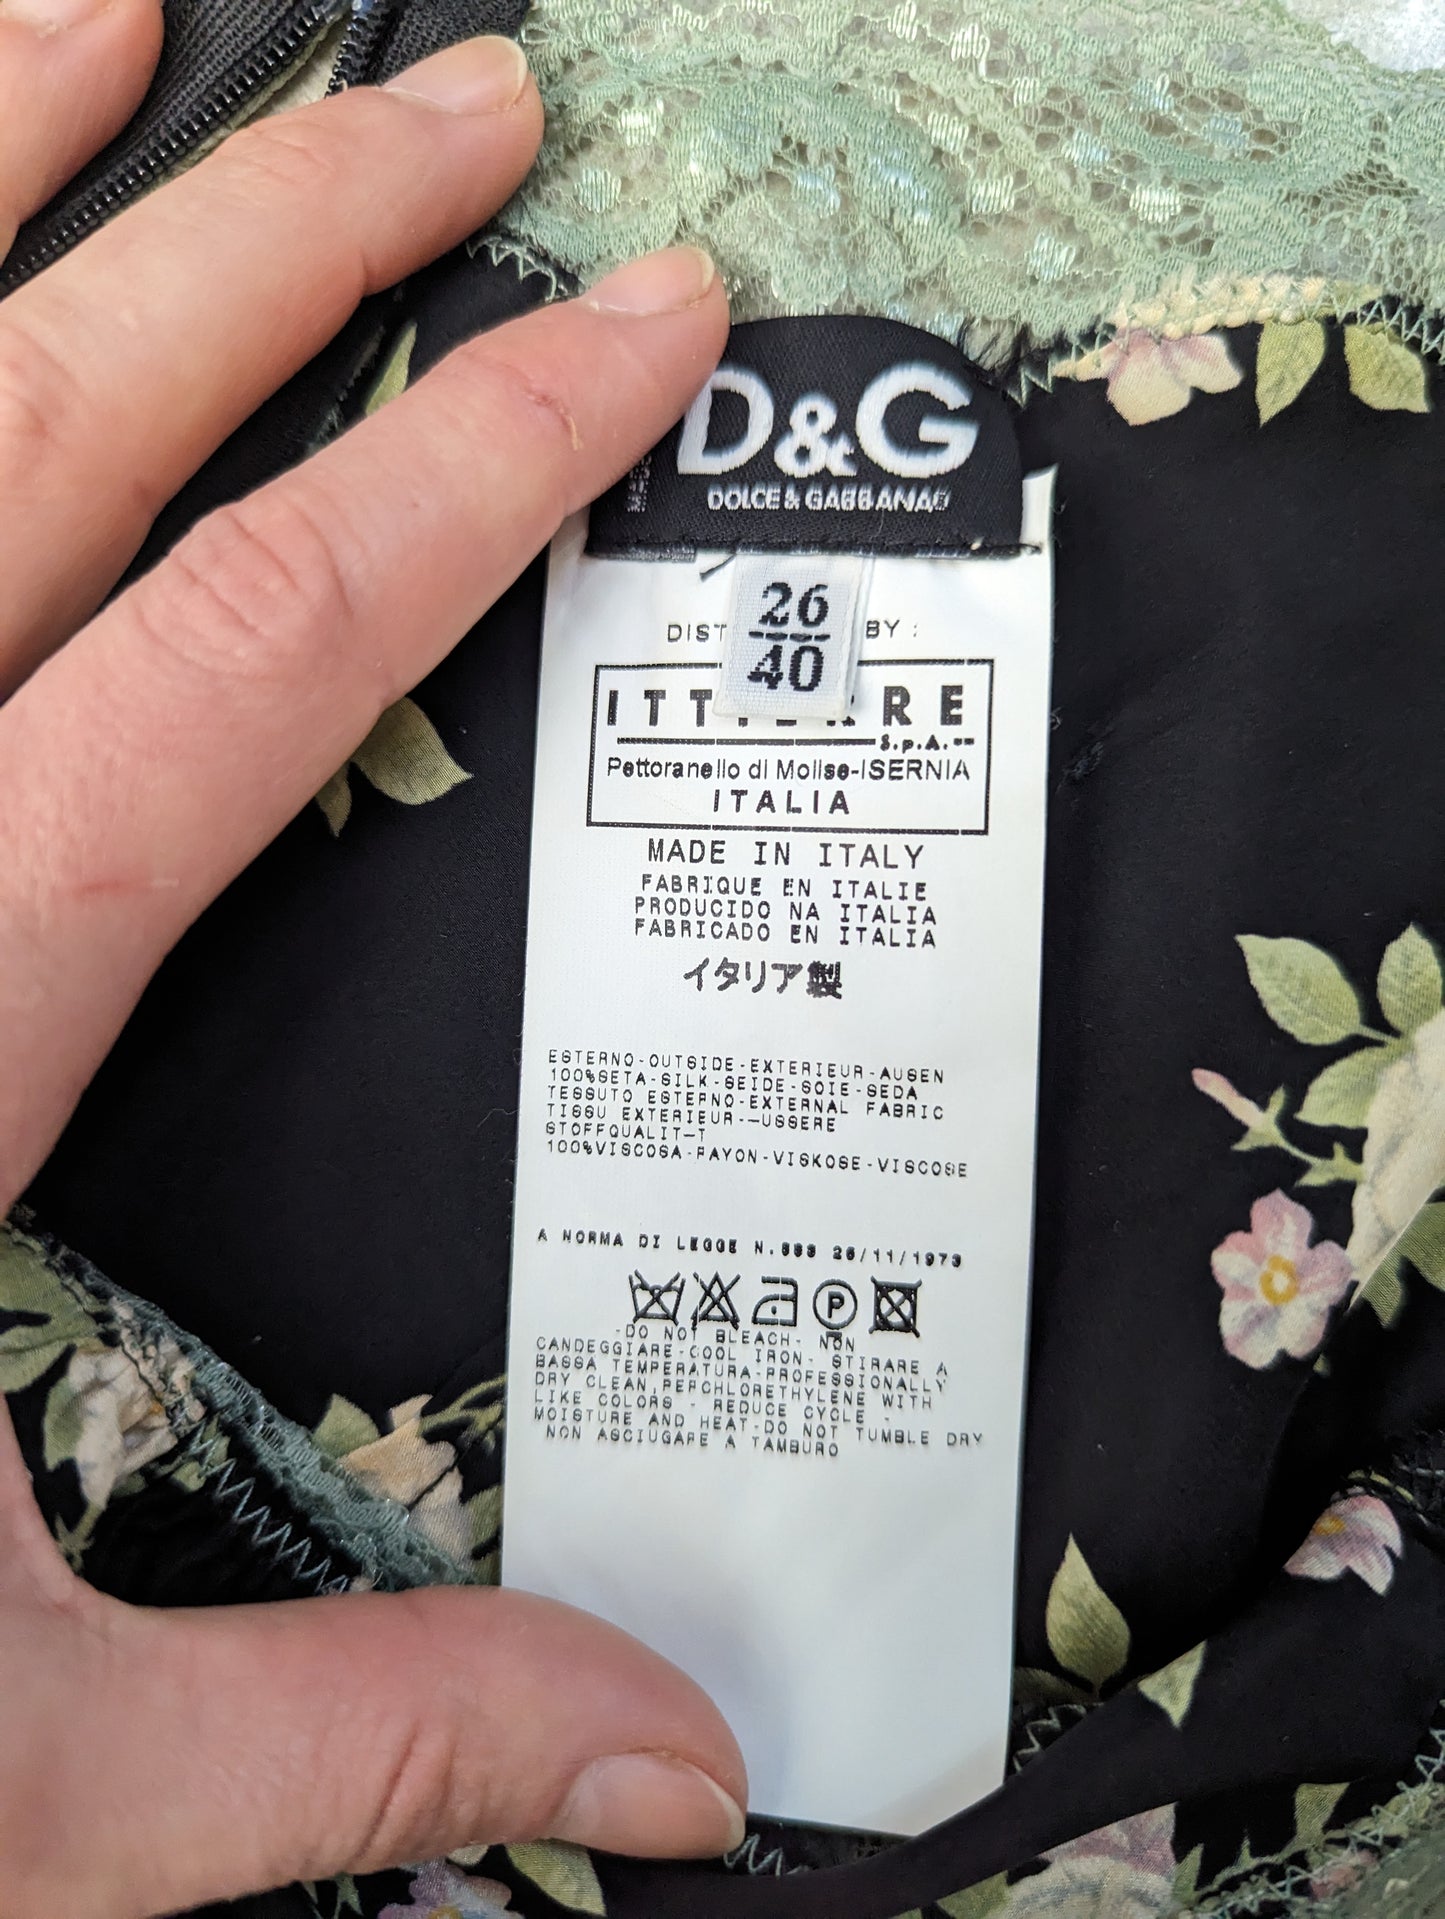 D&G
DOLCE & GABBANA
26
40
BY :
S.p.A.
Pettoranello di Molise-ISERNIA
ITALIA
MADE IN ITALY
FABRIQUE EN ITALIE
PRODUCIDO NA ITALIA
FABRICADO EN ITALIA
イタリア製
ESTERNO-OUTSIDE-EXTERIEUR-AUSEN
100%SETA-SILK-SEIDE-SOIE-SEDA
TESSUTO ESTERNO-EXTERNAL FABRIC
TISSU EXTERIEUR--USSERE
STOFFQUALIT-T
100%VISCOSA-RAYON-VISKOSE-VISCOSE
A NORMA DI LEGGE N.883 26/11/1973
P
-DO NOT BLEACH- NON
CANDEGGIARE-COOL IRON- STIRARE A
BASSA TEMPERATURA-PROFESSIONALLY
DRY CLEAN,PERCHLORETHYLENE WITH
LIKE COLORS - REDUCE CYCLE -
MOISTURE AND HEAT-DO NOT TUMBLE DRY
NON ASCIUGARE A TAMBURO